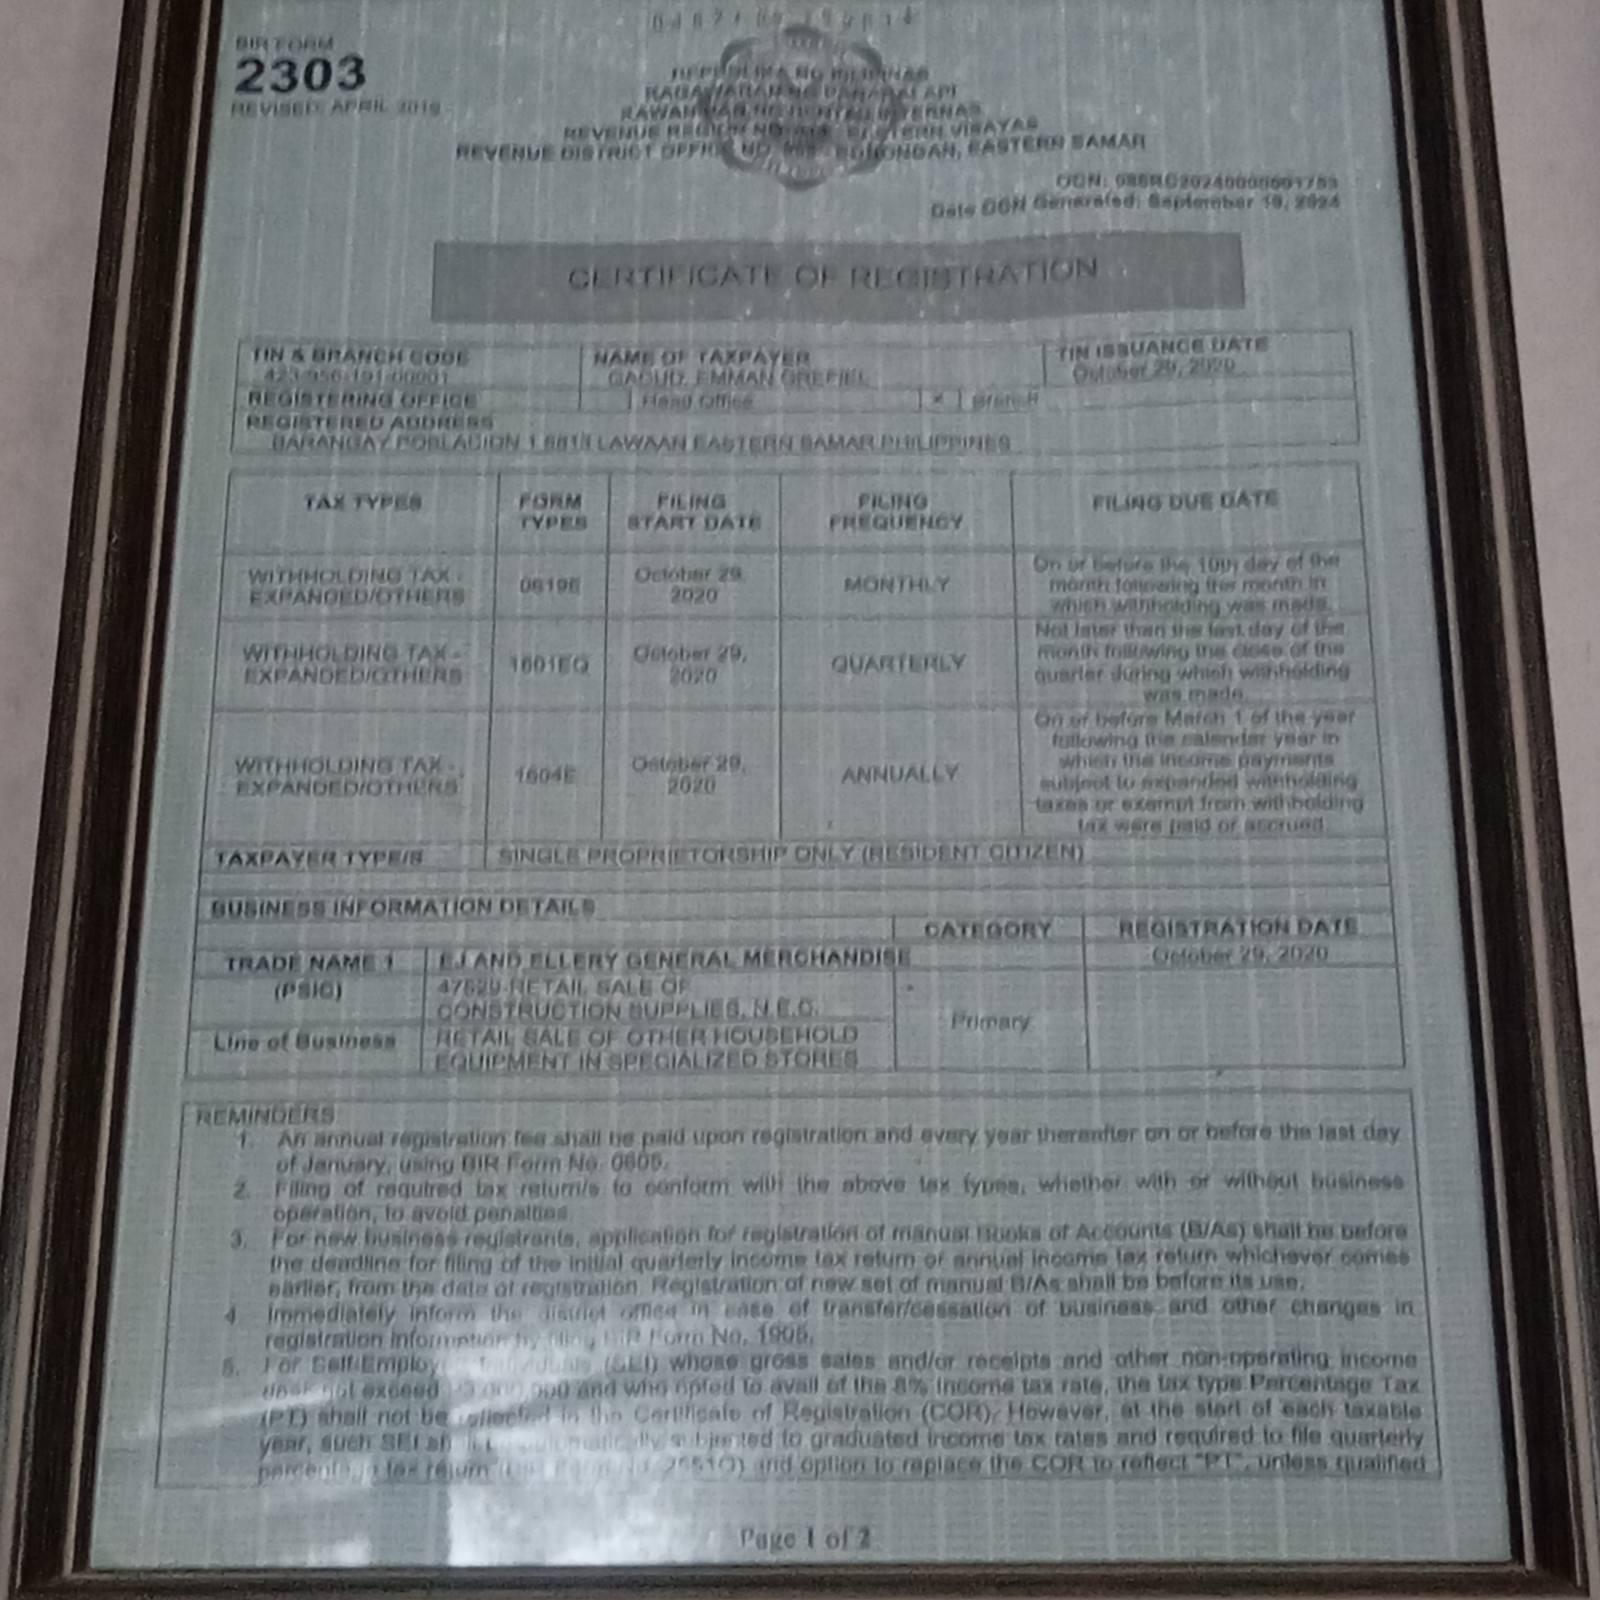 BIR FORM
2303
REVISED: APRIL 2019
REPUBLIKA NG PILIPINAS
KAGAWARAN NG PANANALAPI
KAWANIHAN NG RENTAS INTERNAS
REVENUE REGION NO. EASTERN VISAYAS
REVENUE DISTRICT OFFICE NO. BORONGAN, EASTERN SAMAR
OCN:
Date OCN Generated: September 2024
CERTIFICATE OF REGISTRATION
TIN & BRANCH CODE
NAME OF TAXPAYER
TIN ISSUANCE DATE
423-956-191-00001
EMMAN
October 29, 2020
REGISTERING OFFICE
Head Office
x Branch
REGISTERED ADDRESS
BARANGAY POBLACION 1 6813 LAWAAN EASTERN SAMAR PHILIPPINES
TAX TYPES
FORM TYPES
FILING START DATE
FILING FREQUENCY
FILING DUE DATE
WITHHOLDING TAX -
EXPANDED/OTHERS
0619E
October 29,
2020
MONTHLY
On or before the 10th day of the
month following the month in
which withholding was made.
WITHHOLDING TAX -
EXPANDED/OTHERS
1601EQ
October 29,
2020
QUARTERLY
Not later than the last day of the
month following the close of the
quarter during which withholding
was made.
WITHHOLDING TAX -
EXPANDED/OTHERS
1604E
October 29,
2020
ANNUALLY
On or before March 1 of the year
following the calendar year in
which the income payments
subject to expanded withholding
taxes or exempt from withholding
tax were paid or accrued
TAXPAYER TYPE/S
SINGLE PROPRIETORSHIP ONLY (RESIDENT CITIZEN)
BUSINESS INFORMATION DETAILS
CATEGORY
REGISTRATION DATE
TRADE NAME 1
EJ AND ELLERY GENERAL MERCHANDISE
October 29, 2020
(PSIC)
47529-RETAIL SALE OF
CONSTRUCTION SUPPLIES, N.E.C.
Primary
Line of Business
RETAIL SALE OF OTHER HOUSEHOLD
EQUIPMENT IN SPECIALIZED STORES
REMINDERS
1. An annual registration fee shall be paid upon registration and every year thereafter on or before the last day
of January, using BIR Form No. 0605.
2. Filing of required tax return/s to conform with the above tax types, whether with or without business
operation, to avoid penalties
3. For new business registrants, application for registration of manual Books of Accounts (B/As) shall be before
the deadline for filing of the initial quarterly income tax return or annual income tax return whichever comes
earlier, from the date of registration. Registration of new set of manual B/As shall be before its use.
4. Immediately inform the district office in case of transfer/cessation of business and other changes in
registration information by filing BIR Form No. 1905.
5. For Self-Employed Individuals (SEI) whose gross sales and/or receipts and other non-operating income
does not exceed and who opted to avail of the 8% income tax rate, the tax type Percentage Tax
(PT) shall not be reflected in the Certificate of Registration (COR). However, at the start of each taxable
year, such SEI shall be automatically subjected to graduated income tax rates and required to file quarterly
percentage tax return (BIR Form No. 2551Q) and option to replace the COR to reflect "PT", unless qualified
Page 1 of 2